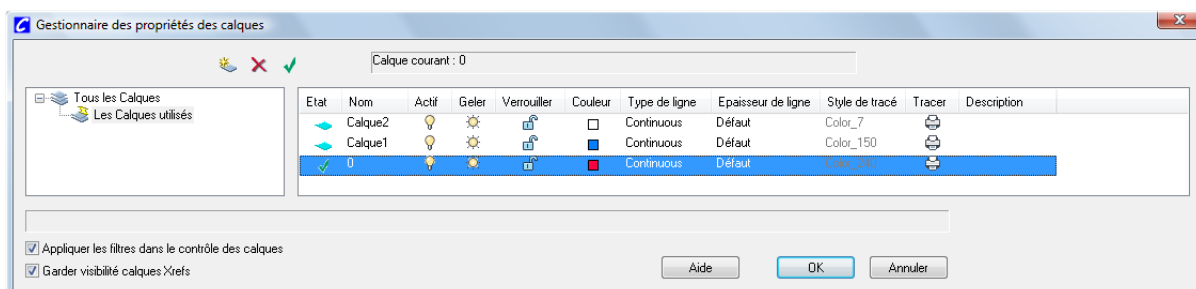 Gestionnaire des propriétés des calques
Calque courant : 0
Tous les Calques
Les Calques utilisés
Etat Nom Actif Geler Verrouiller Couleur Type de ligne Epaisseur de ligne Style de tracé Tracer Description
Calque2 Continuous Défaut Color_7
Calque1 Continuous Défaut Color_150
0 Continuous Défaut Color_240
Appliquer les filtres dans le contrôle des calques
Garder visibilité calques Xrefs
Aide OK Annuler